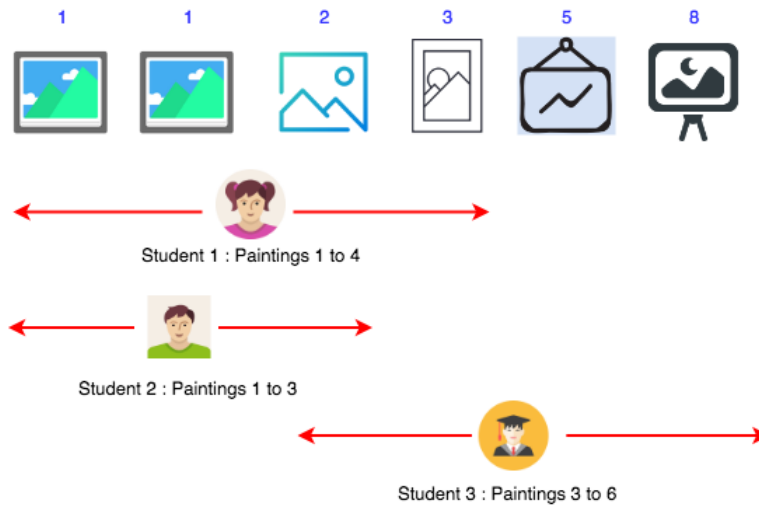 1 1 2 3 5 8
Student 1 : Paintings 1 to 4
Student 2 : Paintings 1 to 3
Student 3 : Paintings 3 to 6